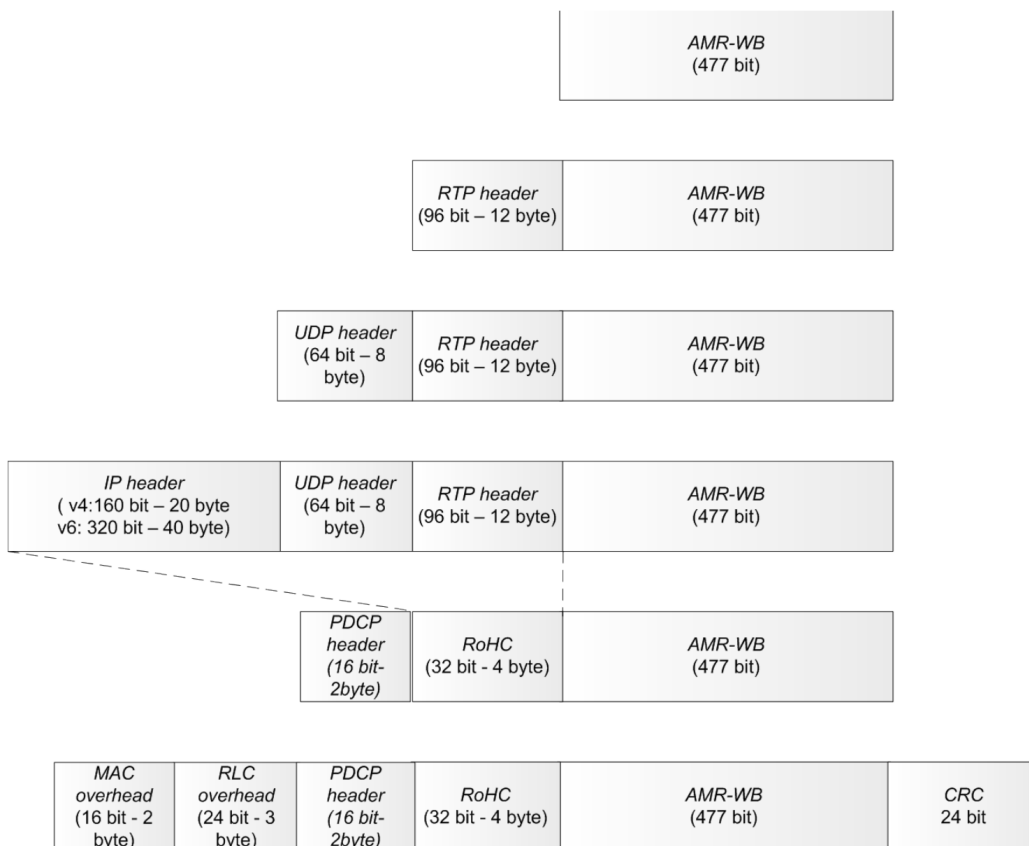 AMR-WB
(477 bit)
RTP header
(96 bit – 12 byte)
AMR-WB
(477 bit)
UDP header
(64 bit – 8
byte)
RTP header
(96 bit – 12 byte)
AMR-WB
(477 bit)
IP header
( v4:160 bit – 20 byte
v6: 320 bit – 40 byte)
UDP header
(64 bit – 8
byte)
RTP header
(96 bit – 12 byte)
AMR-WB
(477 bit)
PDCP
header
(16 bit-
2byte)
RoHC
(32 bit - 4 byte)
AMR-WB
(477 bit)
MAC
overhead
(16 bit - 2
byte)
RLC
overhead
(24 bit - 3
byte)
PDCP
header
(16 bit-
2byte)
RoHC
(32 bit - 4 byte)
AMR-WB
(477 bit)
CRC
24 bit